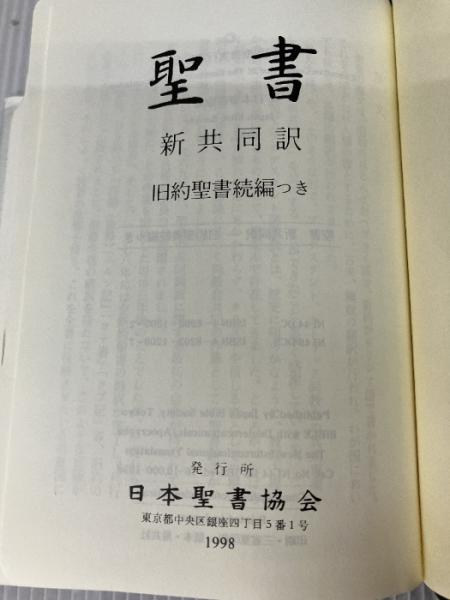 聖書
新共同訳
旧約聖書続編つき
発行所
日本聖書協会
東京都中央区銀座四丁目5番1号
1998